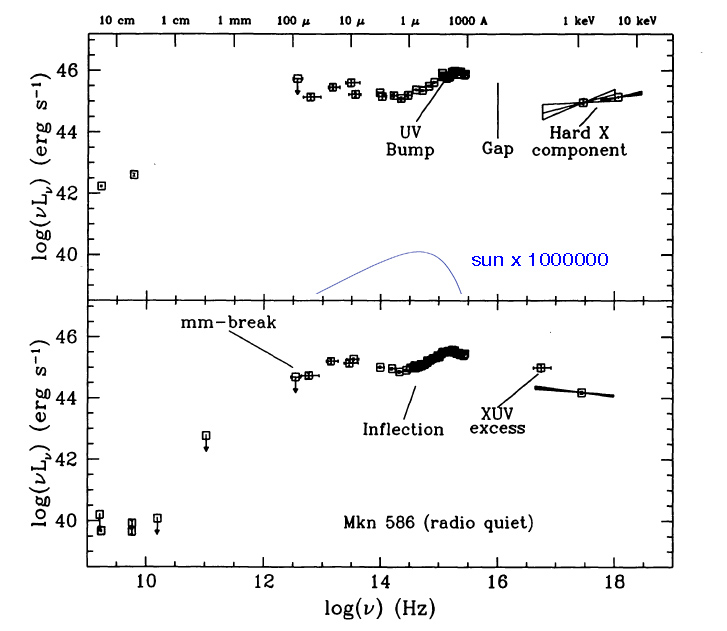 10 cm 1 cm 1 mm 100 μ 10 μ 1 μ 1000 A 1 keV 10 keV
46
44
42
40
log(νLν) (erg s⁻¹)
UV
Bump
Gap
Hard X
component
sun x 1000000
46
44
42
40
log(νLν) (erg s⁻¹)
mm-break
Inflection
XUV
excess
Mkn 586 (radio quiet)
10 12 14 16 18
log(ν) (Hz)